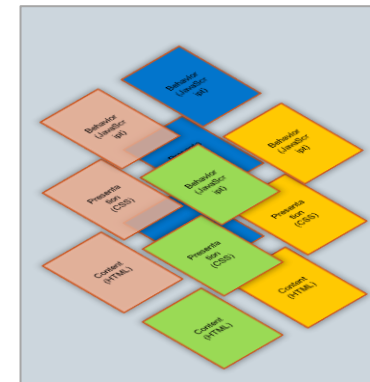 Behavior
(JavaScr
ipt)
Behavior
(JavaScr
ipt)
Behavior
(JavaScr
ipt)
Behavior
(JavaScr
ipt)
Presenta
tion
(CSS)
Presenta
tion
(CSS)
Presenta
tion
(CSS)
Content
(HTML)
Content
(HTML)
Content
(HTML)